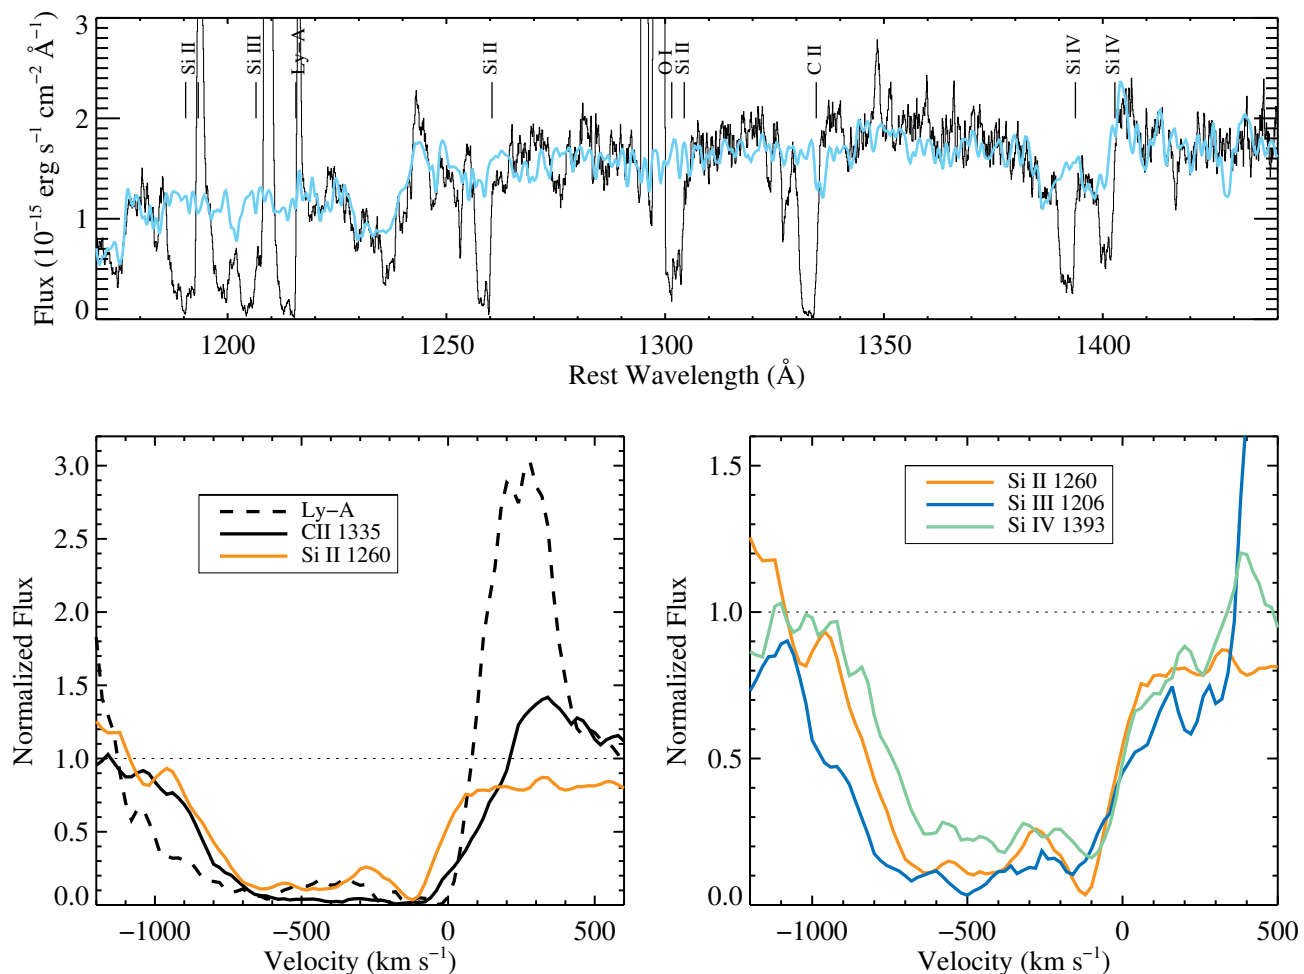 3
2
1
0
Flux (10⁻¹⁵ erg s⁻¹ cm⁻² Å⁻¹)
Si II
Si III
Ly-A
Si II
O I
Si II
C II
Si IV
Si IV
1200 1250 1300 1350 1400
Rest Wavelength (Å)
3.0
2.5
2.0
1.5
1.0
0.5
0.0
Normalized Flux
Ly-A
CII 1335
Si II 1260
-1000 -500 0 500
Velocity (km s⁻¹)
1.5
1.0
0.5
0.0
Normalized Flux
Si II 1260
Si III 1206
Si IV 1393
-1000 -500 0 500
Velocity (km s⁻¹)